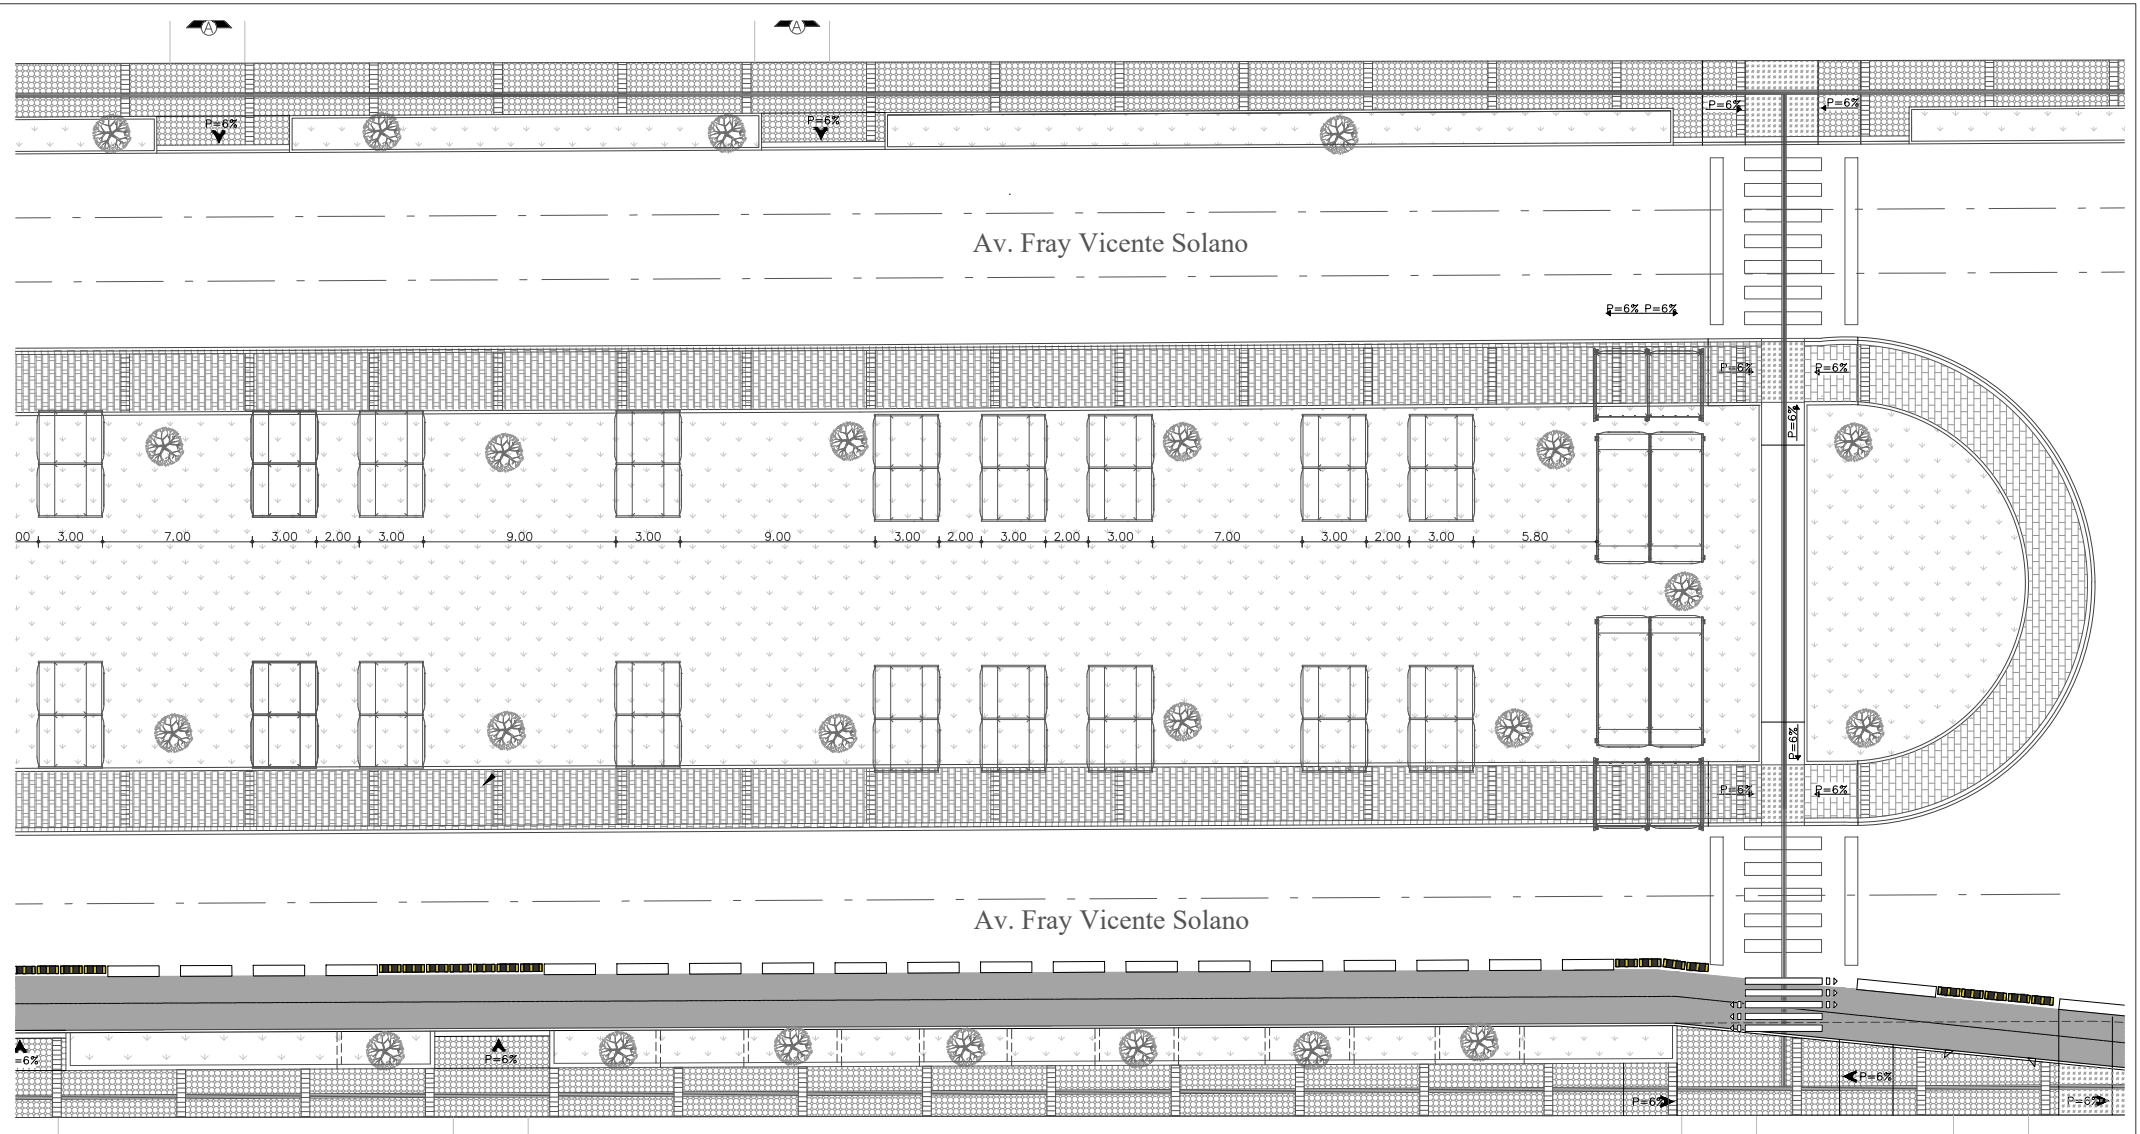 A A
P=6% P=6%
P=6% P=6%
Av. Fray Vicente Solano
P=6% P=6%
P=6% P=6%
P=6%
00 3.00 7.00 3.00 2.00 3.00 9.00 3.00 9.00 3.00 2.00 3.00 2.00 3.00 7.00 3.00 2.00 3.00 5.80
P=6%
P=6% P=6%
Av. Fray Vicente Solano
=6% P=6%
P=6%
P=6% P=6%